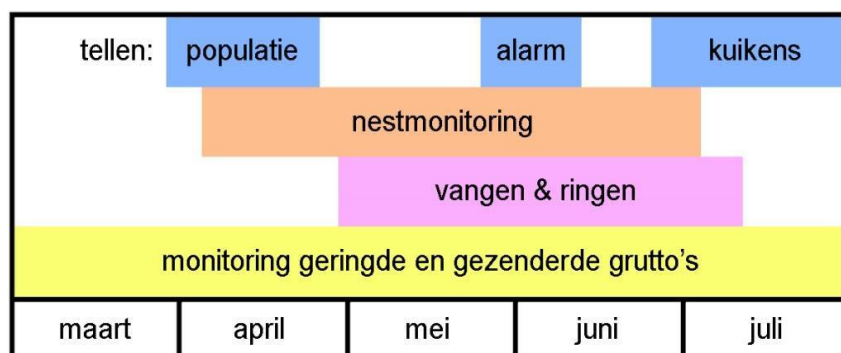 tellen: populatie alarm kuikens
nestmonitoring
vangen & ringen
monitoring geringde en gezenderde grutto's
maart april mei juni juli